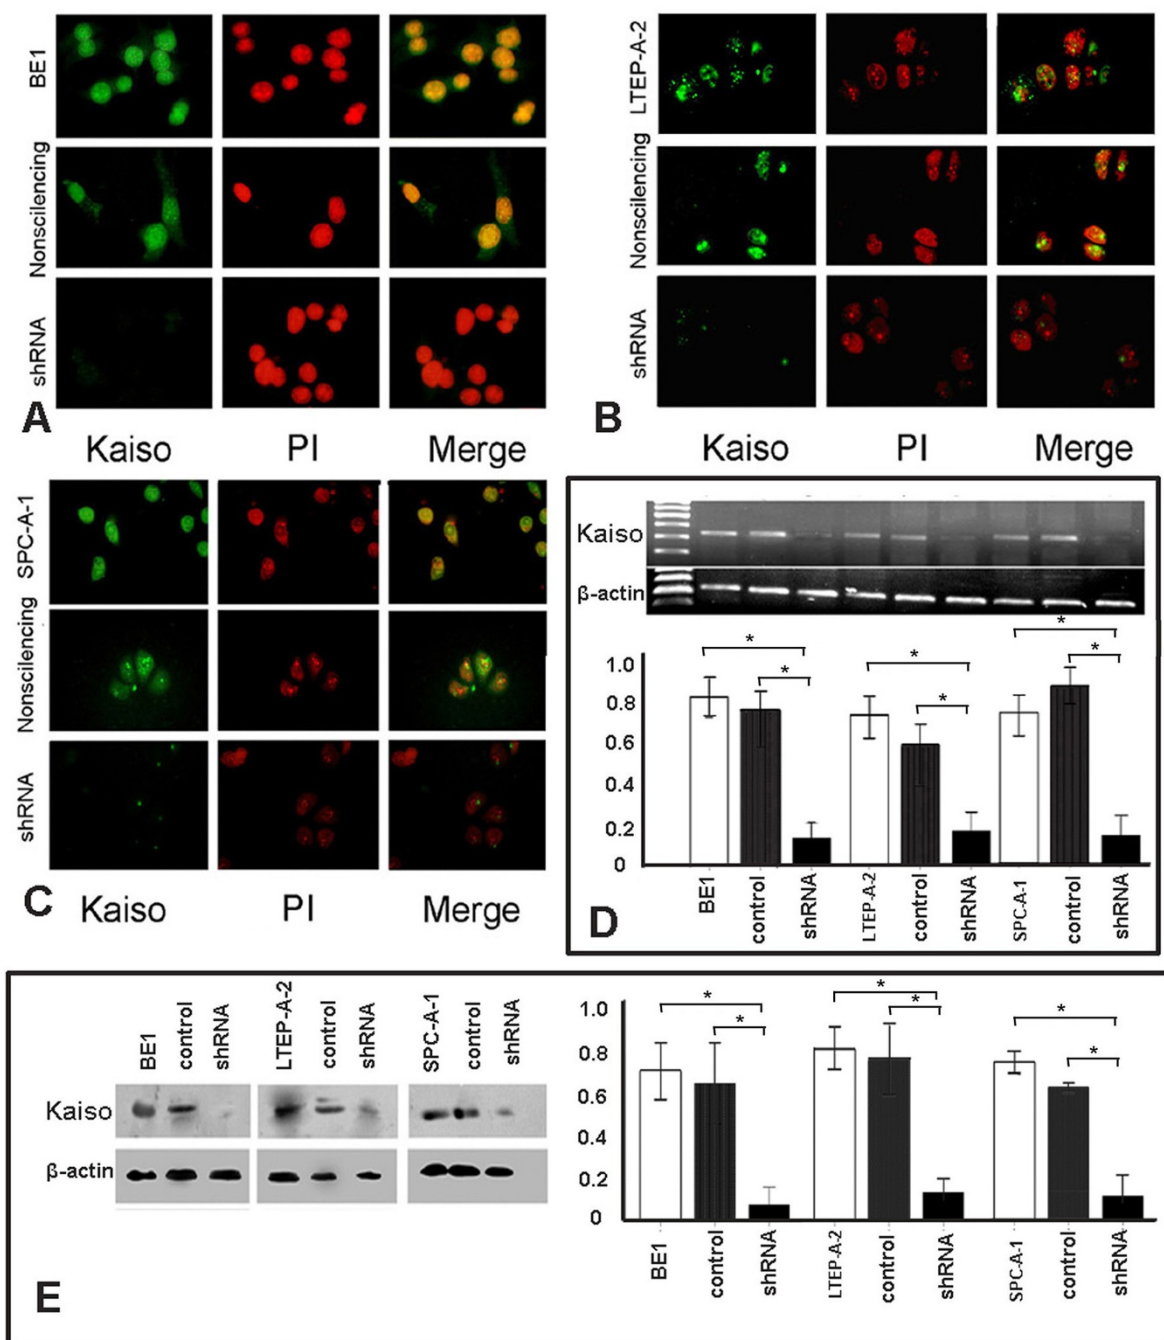 BE1
Nonscilencing
shRNA
A
Kaiso PI Merge
LTEP-A-2
Nonscilencing
shRNA
B
Kaiso PI Merge
SPC-A-1
Nonscilencing
shRNA
C
Kaiso PI Merge
Kaiso
β-actin
* * * * * *
1.0
0.8
0.6
0.4
0.2
0
BE1 control shRNA LTEP-A-2 control shRNA SPC-A-1 control shRNA
D
BE1 control shRNA LTEP-A-2 control shRNA SPC-A-1 control shRNA
Kaiso
β-actin
* * * * * *
1.0
0.8
0.6
0.4
0.2
0
BE1 control shRNA LTEP-A-2 control shRNA SPC-A-1 control shRNA
E